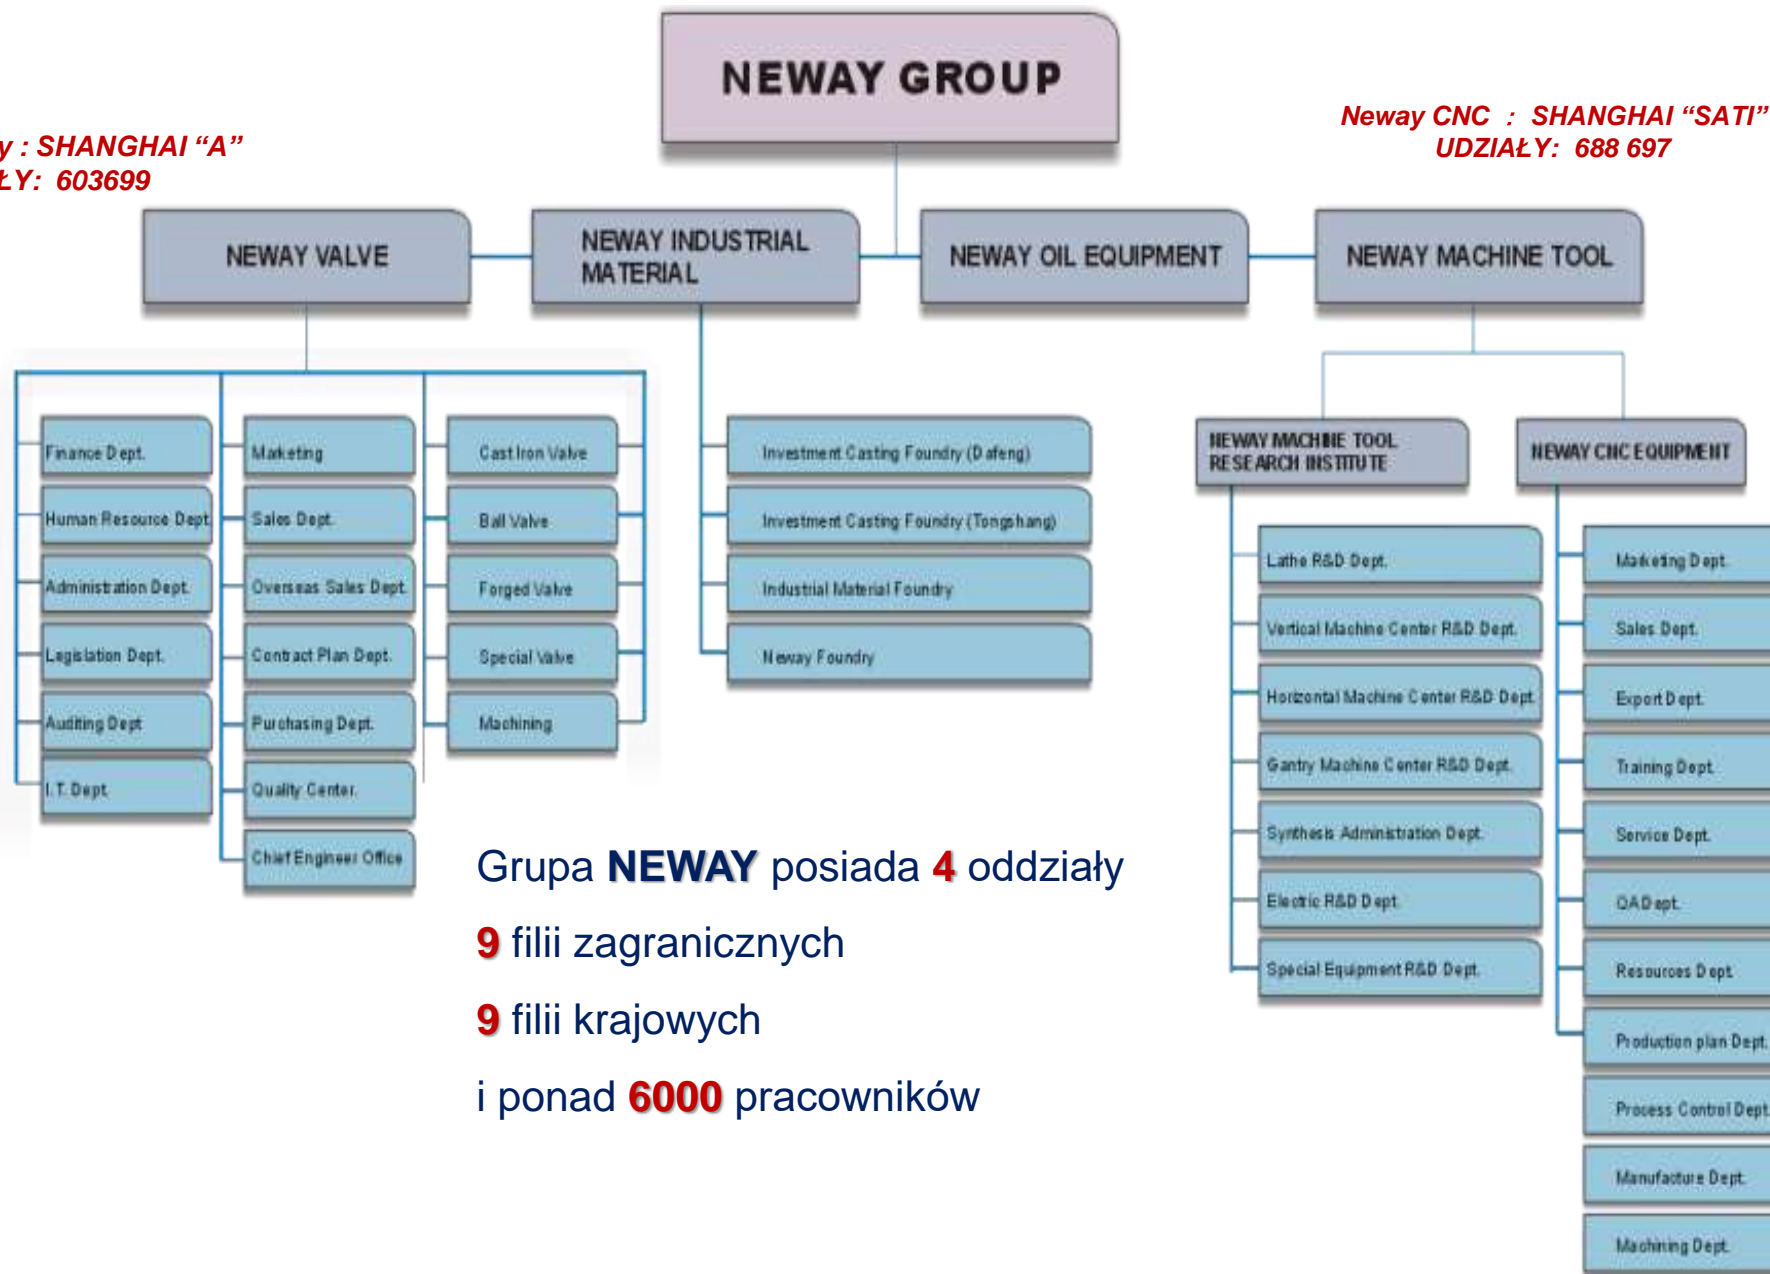 NEWAY GROUP
y : SHANGHAI “A”
ŁY: 603699
Neway CNC : SHANGHAI “SATI”
UDZIAŁY: 688 697
NEWAY VALVE
NEWAY INDUSTRIAL
MATERIAL
NEWAY OIL EQUIPMENT
NEWAY MACHINE TOOL
Finance Dept.
Human Resource Dept
Administration Dept.
Legislation Dept.
Auditing Dept
I.T. Dept
Marketing
Sales Dept.
Overseas Sales Dept.
Contract Plan Dept.
Purchasing Dept.
Quality Center.
Chief Engineer Office
Cast Iron Valve
Ball Valve
Forged Valve
Special Valve
Machining
Investment Casting Foundry (Dafeng)
Investment Casting Foundry (Tongshang)
Industrial Material Foundry
Neway Foundry
NEWAY MACHINE TOOL
RESEARCH INSTITUTE
Lathe R&D Dept.
Vertical Machine Center R&D Dept.
Horizontal Machine Center R&D Dept.
Gantry Machine Center R&D Dept.
Synthesis Administration Dept.
Electric R&D Dept.
Special Equipment R&D Dept.
NEWAY CNC EQUIPMENT
Marketing Dept.
Sales Dept.
Export Dept.
Training Dept
Service Dept.
QA Dept.
Resources Dept
Production plan Dept.
Process Control Dept.
Manufacture Dept.
Machining Dept.
Grupa NEWAY posiada 4 oddziały
9 filii zagranicznych
9 filii krajowych
i ponad 6000 pracowników